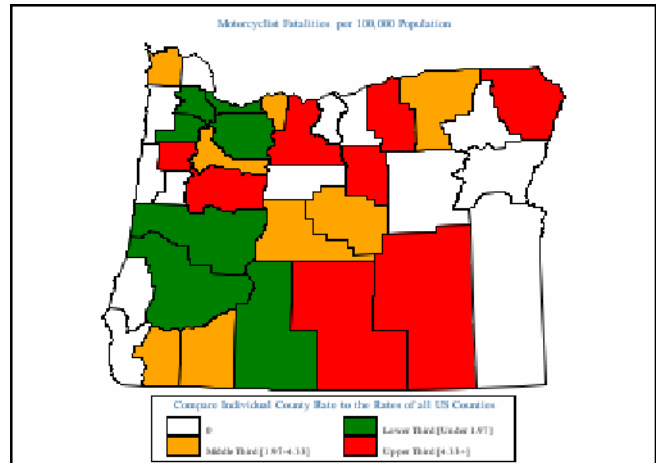 Motorcyclist Fatalities per 100,000 Population
Compare Individual County Rate to the Rates of all US Counties
0 Lower Third [Under 1.97]
Middle Third [1.97-4.33] Upper Third [4.33+]